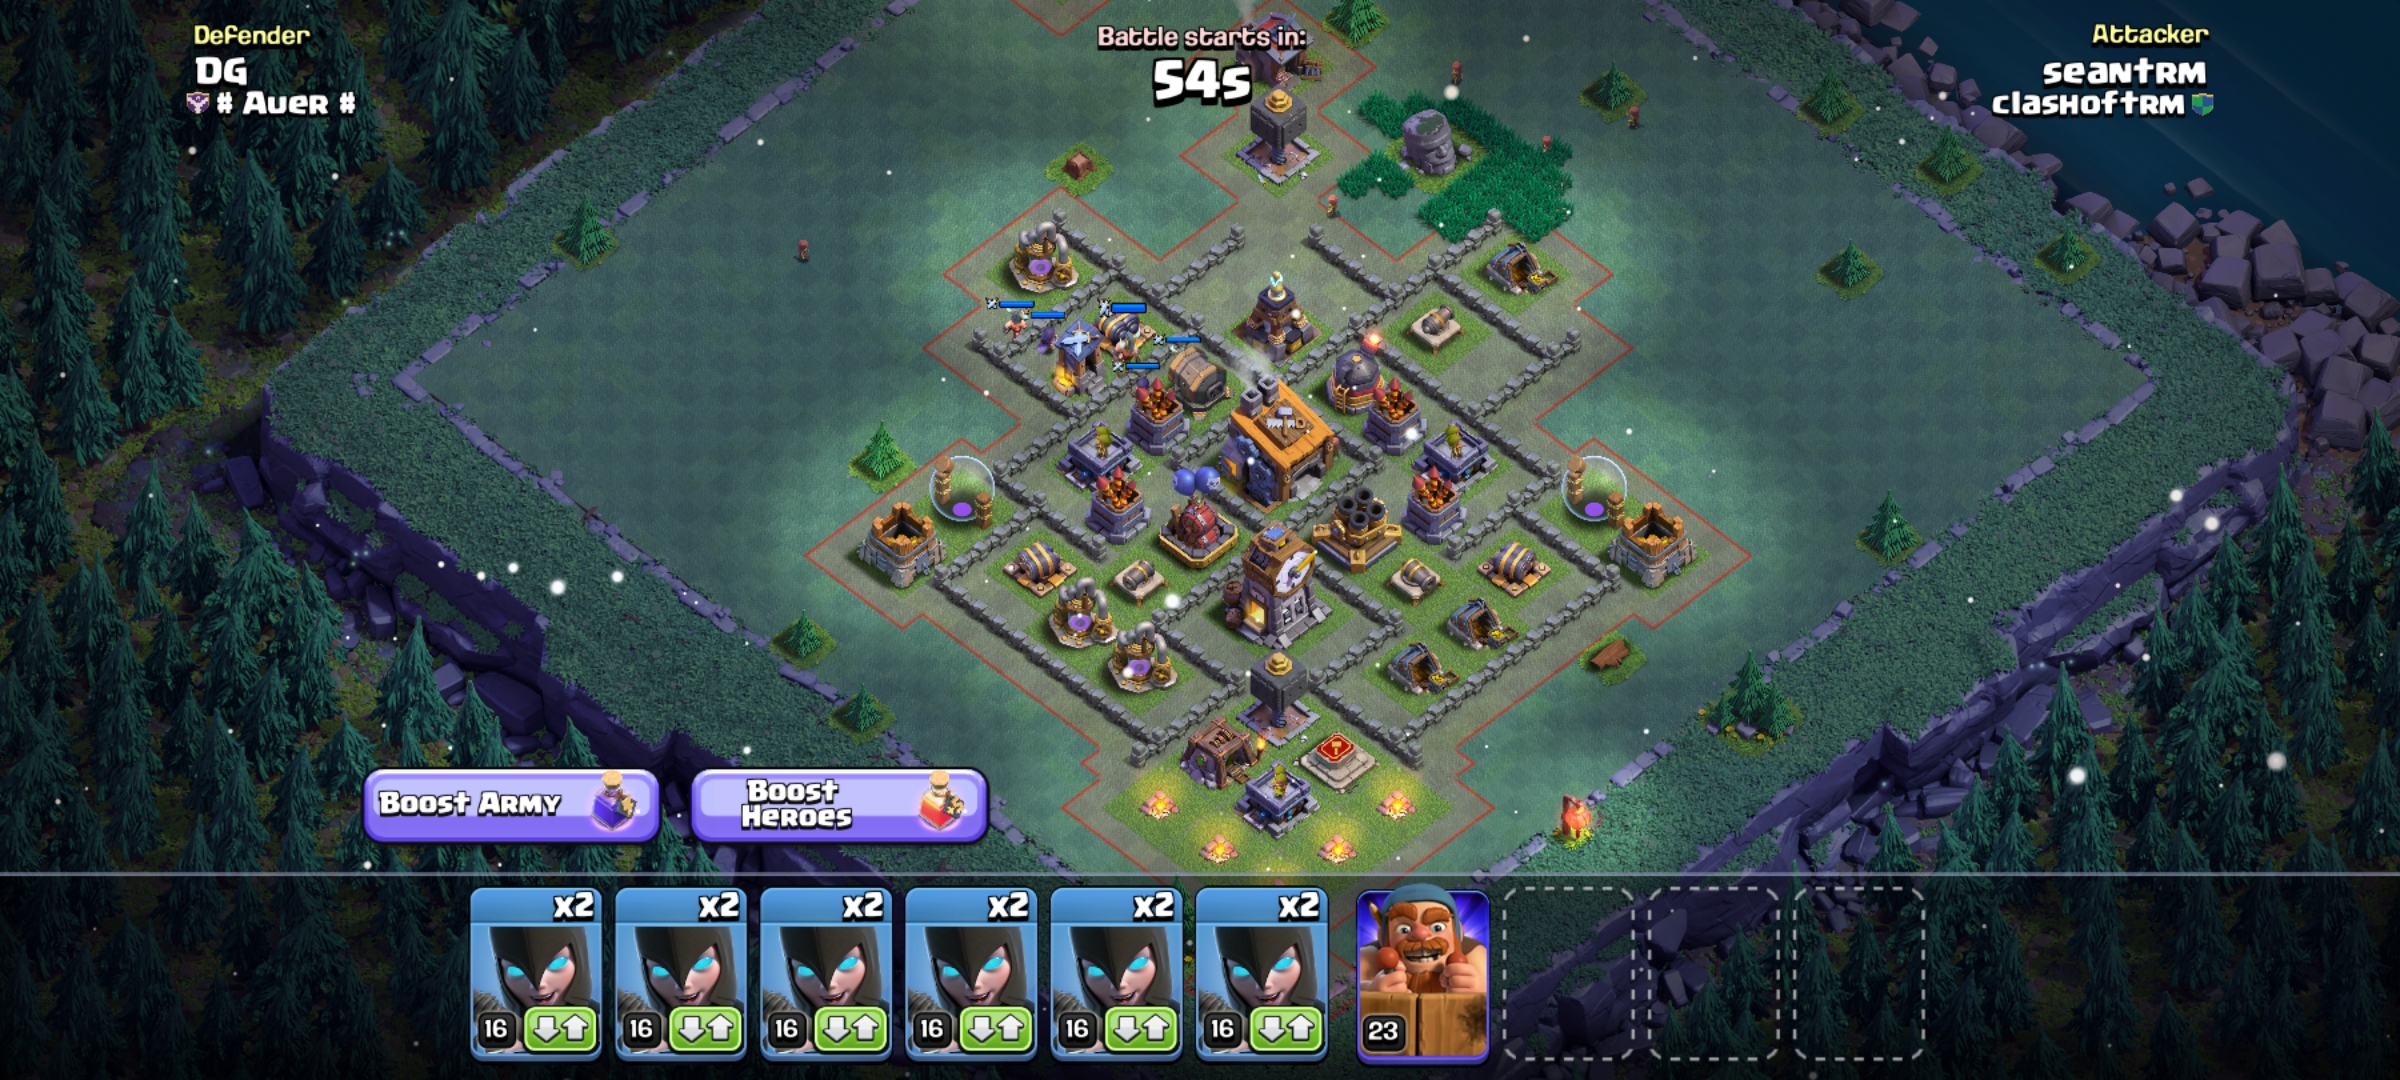 Defender
DG
# Auer #
Battle starts in:
54s
Attacker
seantRM
clashoftRM
Boost Army
Boost
Heroes
x2
x2
x2
x2
x2
x2
16
16
16
16
16
16
23